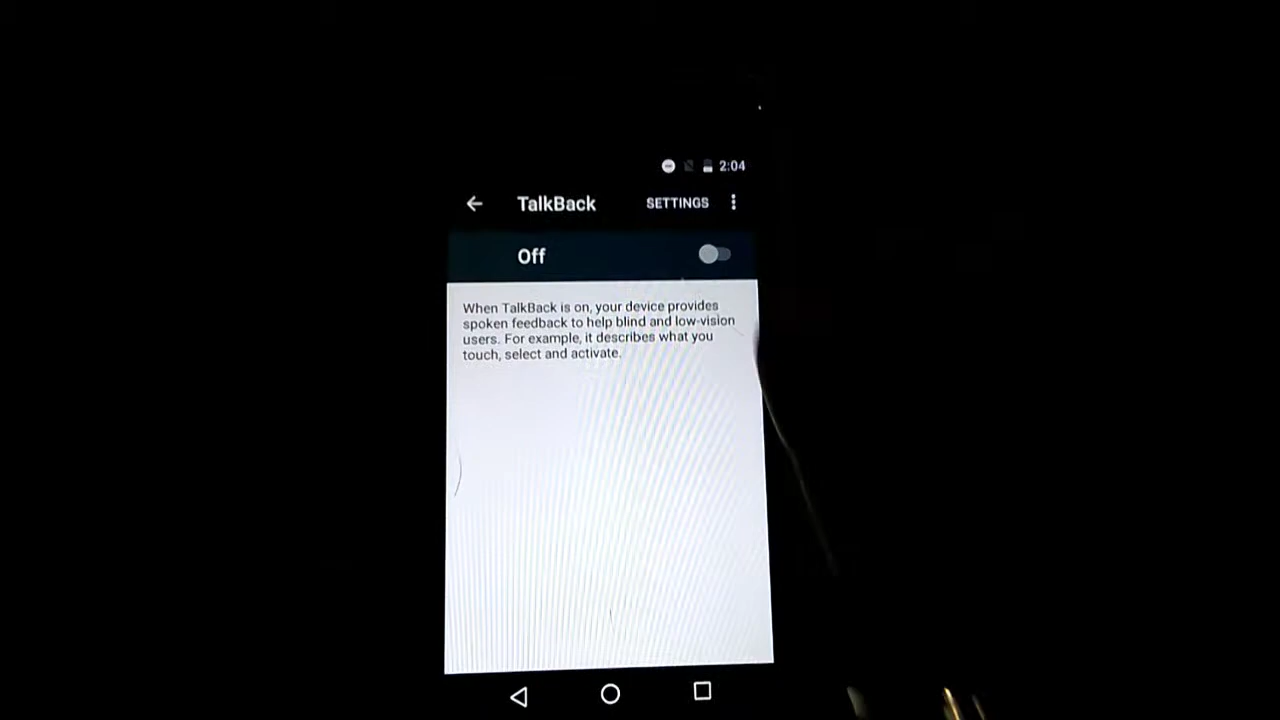 2:04
TalkBack SETTINGS
Off
When TalkBack is on, your device provides
spoken feedback to help blind and low-vision
users. For example, it describes what you
touch, select and activate.